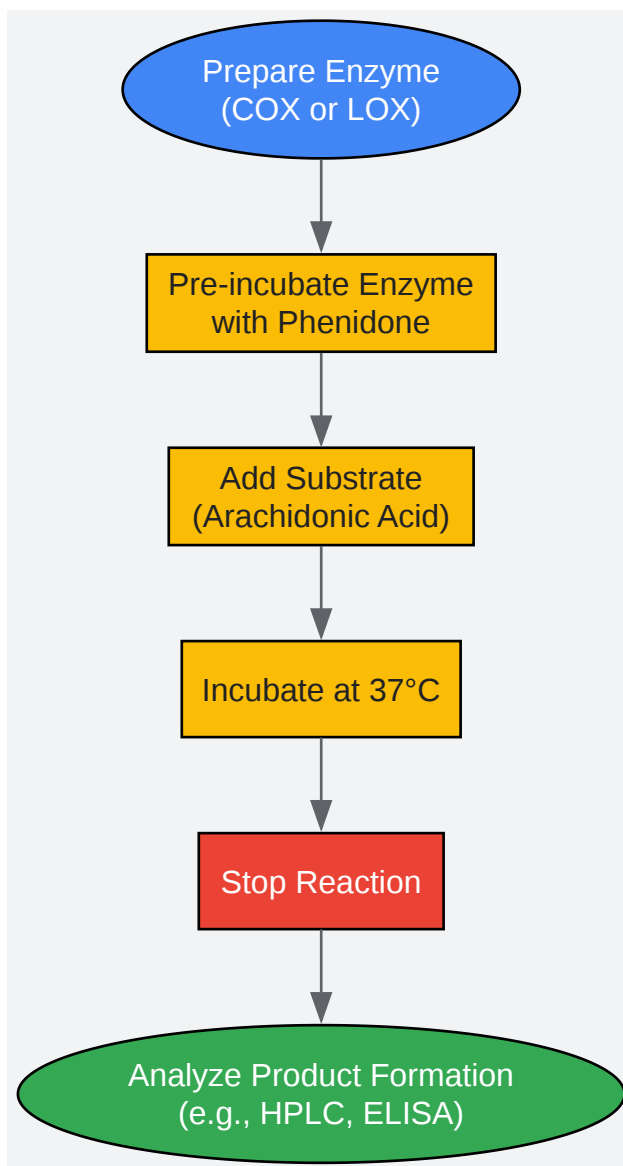 Prepare Enzyme
(COX or LOX)
Pre-incubate Enzyme
with Phenidone
Add Substrate
(Arachidonic Acid)
Incubate at 37°C
Stop Reaction
Analyze Product Formation
(e.g., HPLC, ELISA)